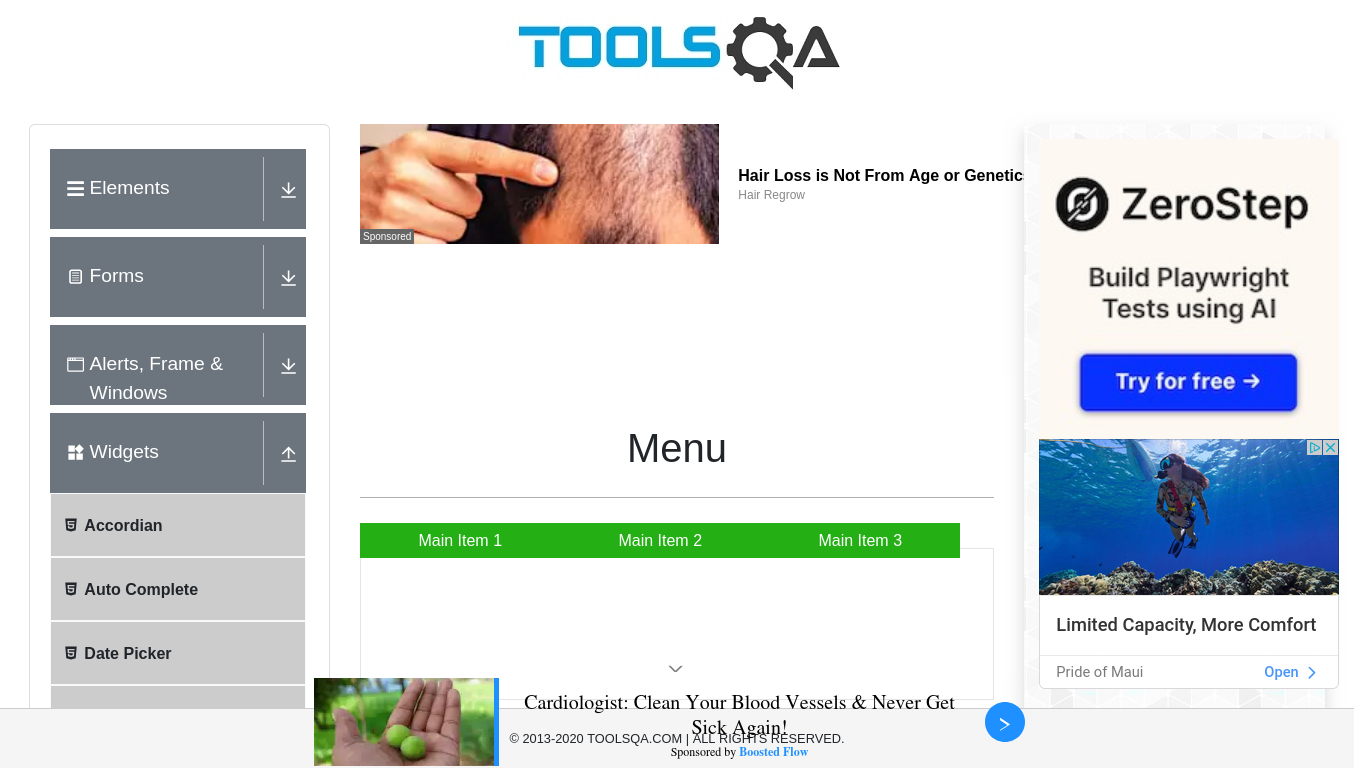 TOOLSQA
Elements
Forms
Alerts, Frame &
Windows
Widgets
Accordian
Auto Complete
Date Picker
Sponsored
Hair Loss is Not From Age or Genetics
Hair Regrow
Menu
Main Item 1
Main Item 2
Main Item 3
ZeroStep
Build Playwright
Tests using AI
Try for free →
Limited Capacity, More Comfort
Pride of Maui
Open
Cardiologist: Clean Your Blood Vessels & Never Get
Sick Again!
Sponsored by Boosted Flow
© 2013-2020 TOOLSQA.COM | ALL RIGHTS RESERVED.